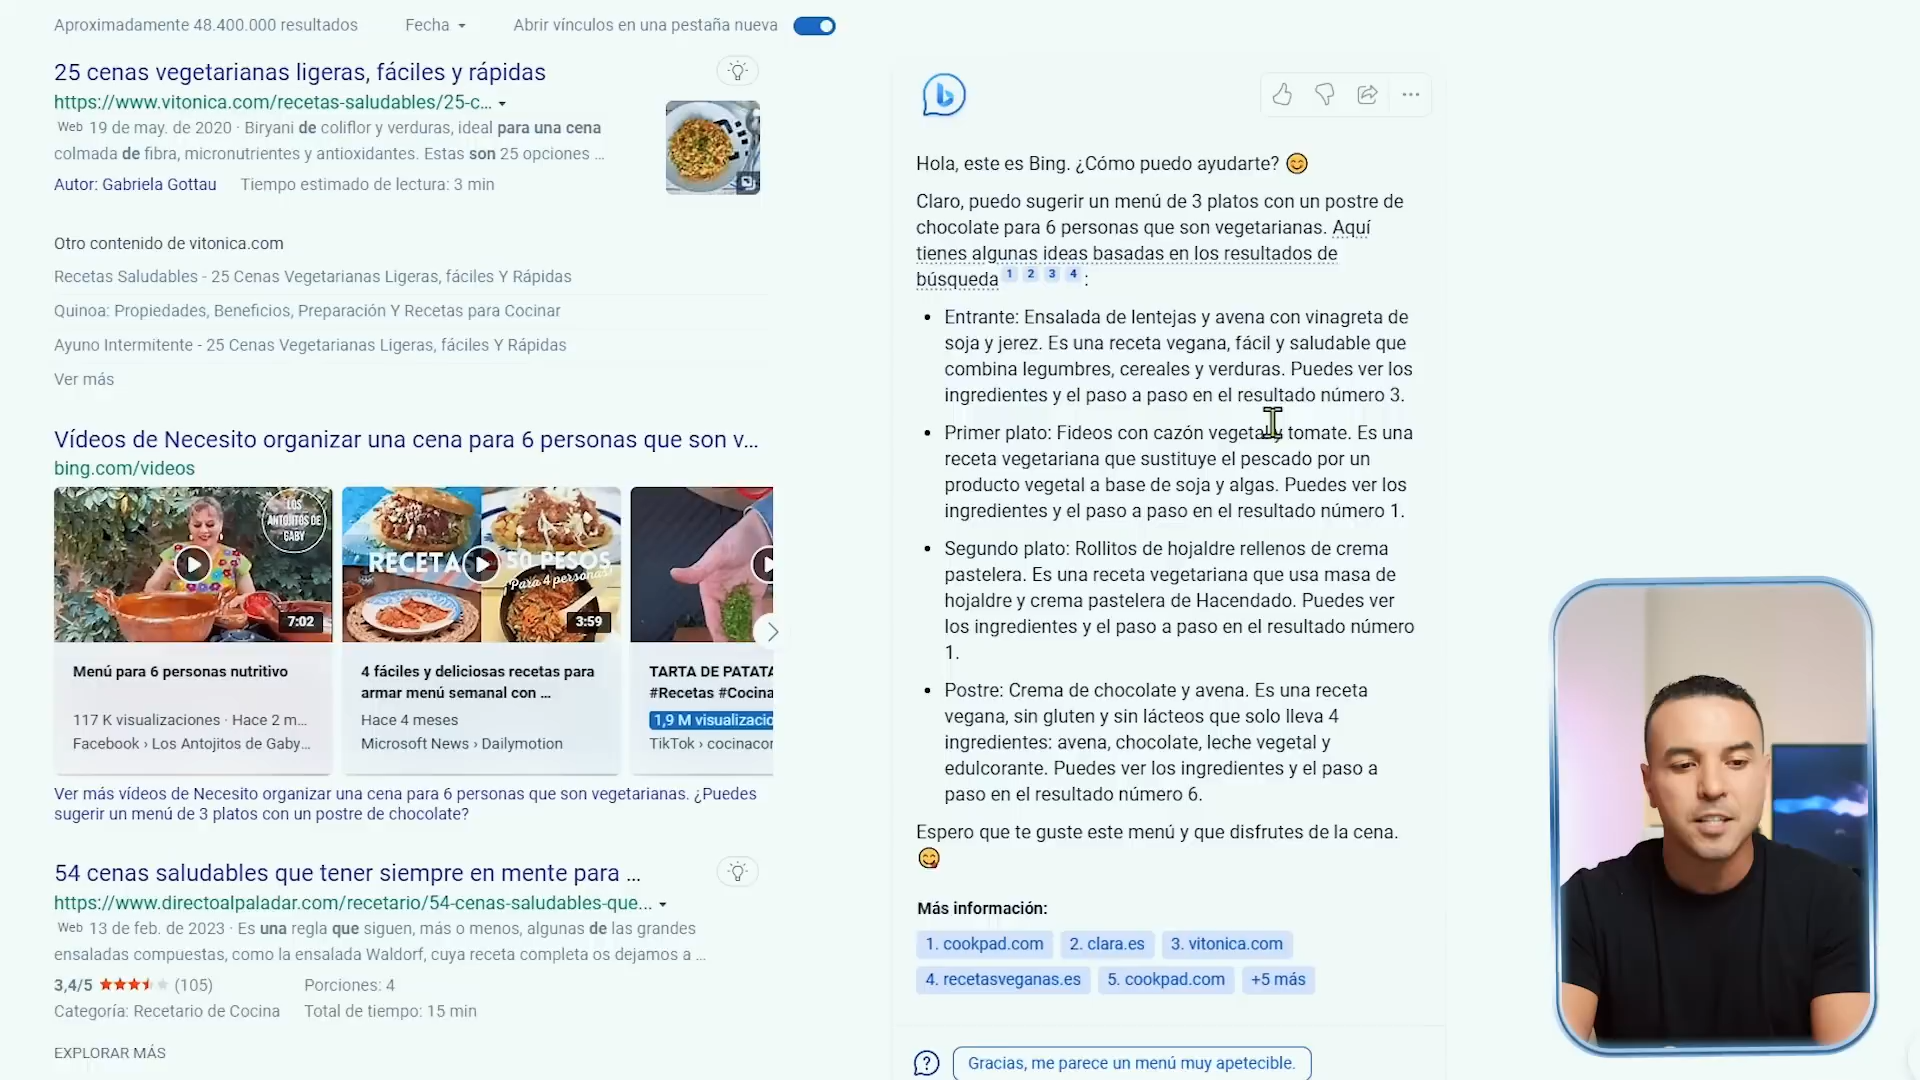 Aproximadamente 48.400.000 resultados
Fecha
Abrir vínculos en una pestaña nueva
25 cenas vegetarianas ligeras, fáciles y rápidas
https://www.vitonica.com/recetas-saludables/25-c...
Web 19 de may. de 2020 · Biryani de coliflor y verduras, ideal para una cena
colmada de fibra, micronutrientes y antioxidantes. Estas son 25 opciones ...
Autor: Gabriela Gottau
Tiempo estimado de lectura: 3 min
Otro contenido de vitonica.com
Recetas Saludables - 25 Cenas Vegetarianas Ligeras, fáciles Y Rápidas
Quinoa: Propiedades, Beneficios, Preparación Y Recetas para Cocinar
Ayuno Intermitente - 25 Cenas Vegetarianas Ligeras, fáciles Y Rápidas
Ver más
Vídeos de Necesito organizar una cena para 6 personas que son v...
bing.com/videos
LOS
ANTOJITOS DE
GABY
7:02
RECETA 50 PESOS
¡Para 4 personas!
3:59
Menú para 6 personas nutritivo
117 K visualizaciones · Hace 2 m...
Facebook › Los Antojitos de Gaby...
4 fáciles y deliciosas recetas para
armar menú semanal con ...
Hace 4 meses
Microsoft News › Dailymotion
TARTA DE PATATA
#Recetas #Cocina
1,9 M visualizacio
TikTok › cocinacor
Ver más vídeos de Necesito organizar una cena para 6 personas que son vegetarianas. ¿Puedes
sugerir un menú de 3 platos con un postre de chocolate?
54 cenas saludables que tener siempre en mente para ...
https://www.directoalpaladar.com/recetario/54-cenas-saludables-que...
Web 13 de feb. de 2023 · Es una regla que siguen, más o menos, algunas de las grandes
ensaladas compuestas, como la ensalada Waldorf, cuya receta completa os dejamos a ...
3,4/5 (105)
Porciones: 4
Categoría: Recetario de Cocina
Total de tiempo: 15 min
EXPLORAR MÁS
Hola, este es Bing. ¿Cómo puedo ayudarte? 😊
Claro, puedo sugerir un menú de 3 platos con un postre de
chocolate para 6 personas que son vegetarianas. Aquí
tienes algunas ideas basadas en los resultados de
búsqueda 1 2 3 4 :
• Entrante: Ensalada de lentejas y avena con vinagreta de
soja y jerez. Es una receta vegana, fácil y saludable que
combina legumbres, cereales y verduras. Puedes ver los
ingredientes y el paso a paso en el resultado número 3.
• Primer plato: Fideos con cazón vegetal y tomate. Es una
receta vegetariana que sustituye el pescado por un
producto vegetal a base de soja y algas. Puedes ver los
ingredientes y el paso a paso en el resultado número 1.
• Segundo plato: Rollitos de hojaldre rellenos de crema
pastelera. Es una receta vegetariana que usa masa de
hojaldre y crema pastelera de Hacendado. Puedes ver
los ingredientes y el paso a paso en el resultado número
1.
• Postre: Crema de chocolate y avena. Es una receta
vegana, sin gluten y sin lácteos que solo lleva 4
ingredientes: avena, chocolate, leche vegetal y
edulcorante. Puedes ver los ingredientes y el paso a
paso en el resultado número 6.
Espero que te guste este menú y que disfrutes de la cena.
😋
Más información:
1. cookpad.com
2. clara.es
3. vitonica.com
4. recetasveganas.es
5. cookpad.com
+5 más
Gracias, me parece un menú muy apetecible.